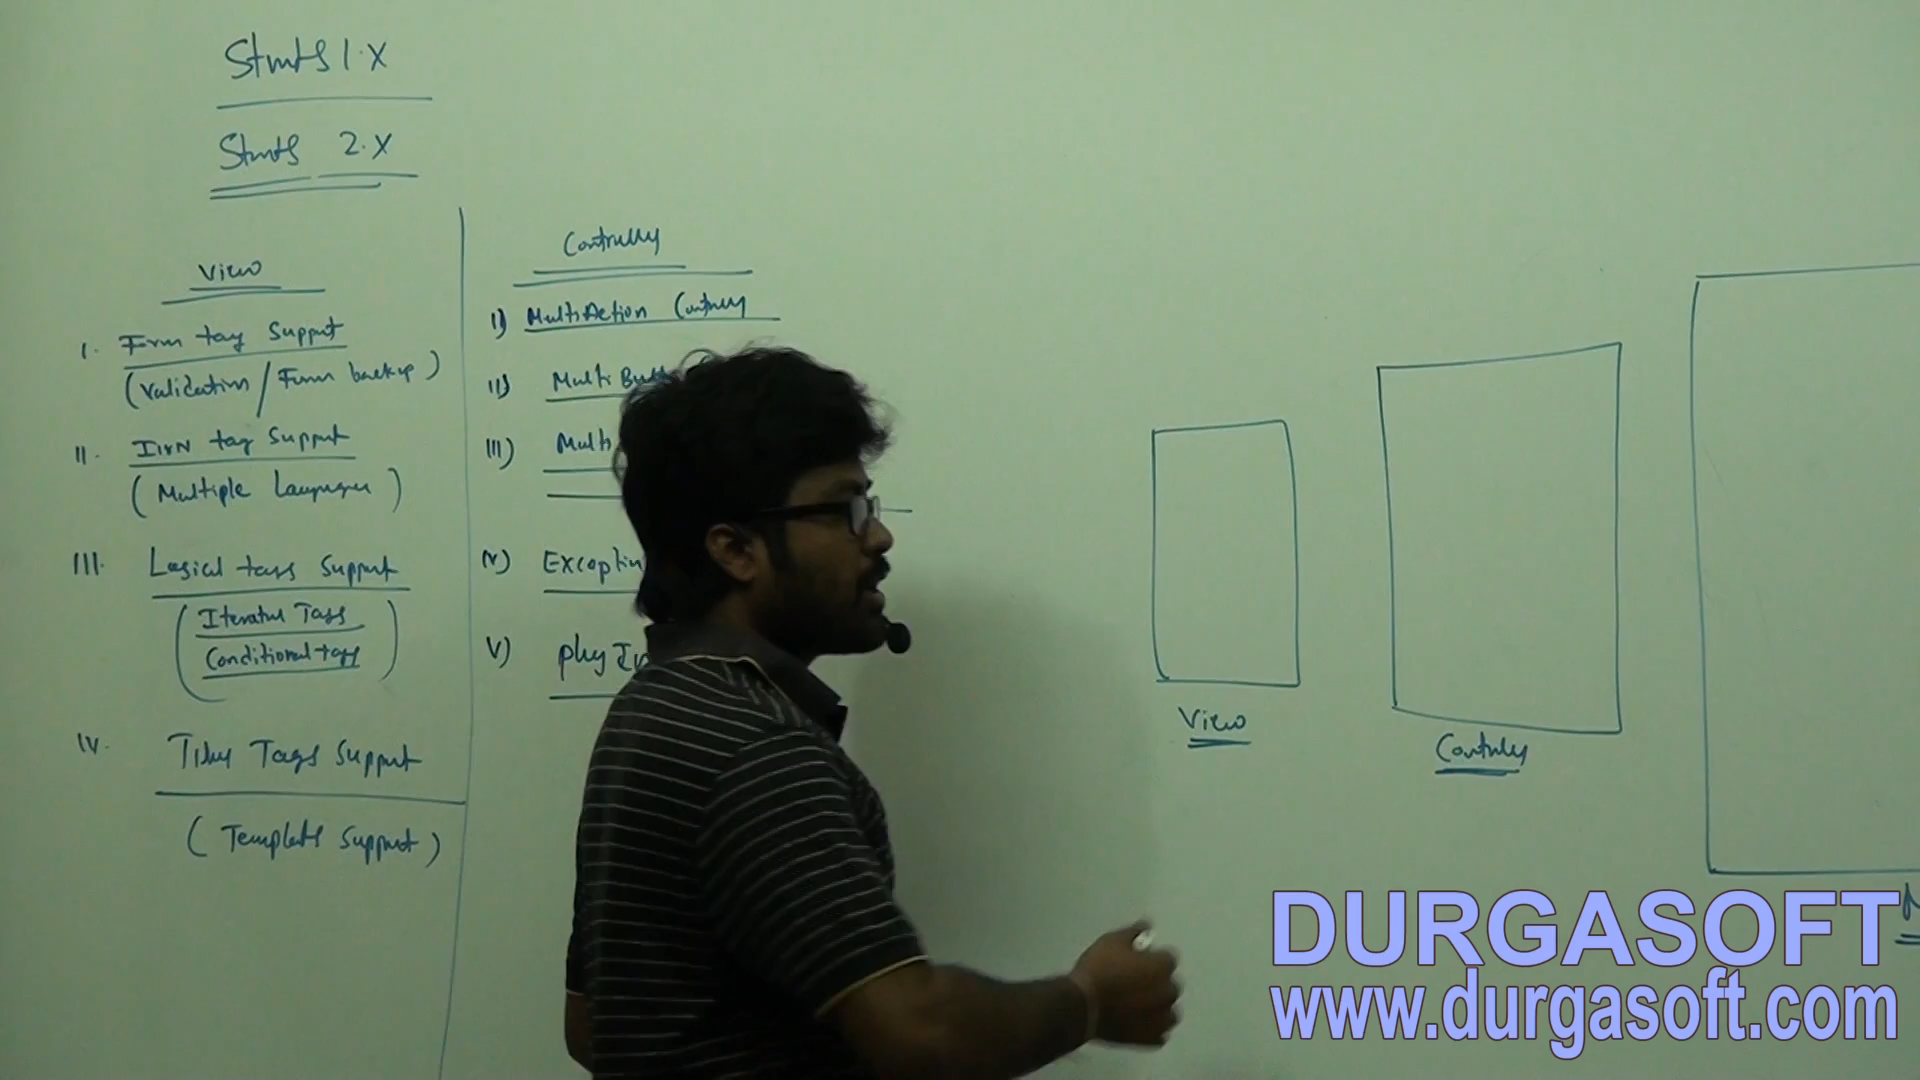 Struts 1.X
Struts 2.X
View
I. Form tag Support
(Validation / Form backup)
II. I18N tag Support
(Multiple Languages)
III. Logical tags Support
(Iterator Tags
Conditional tags)
IV. Tiles Tags Support
(Templates Support)
Controller
I) MultiAction Controller
II) Multi Butt
III) Multi
IV) Exception
V) Plug In
View
Controller
DURGASOFT
www.durgasoft.com